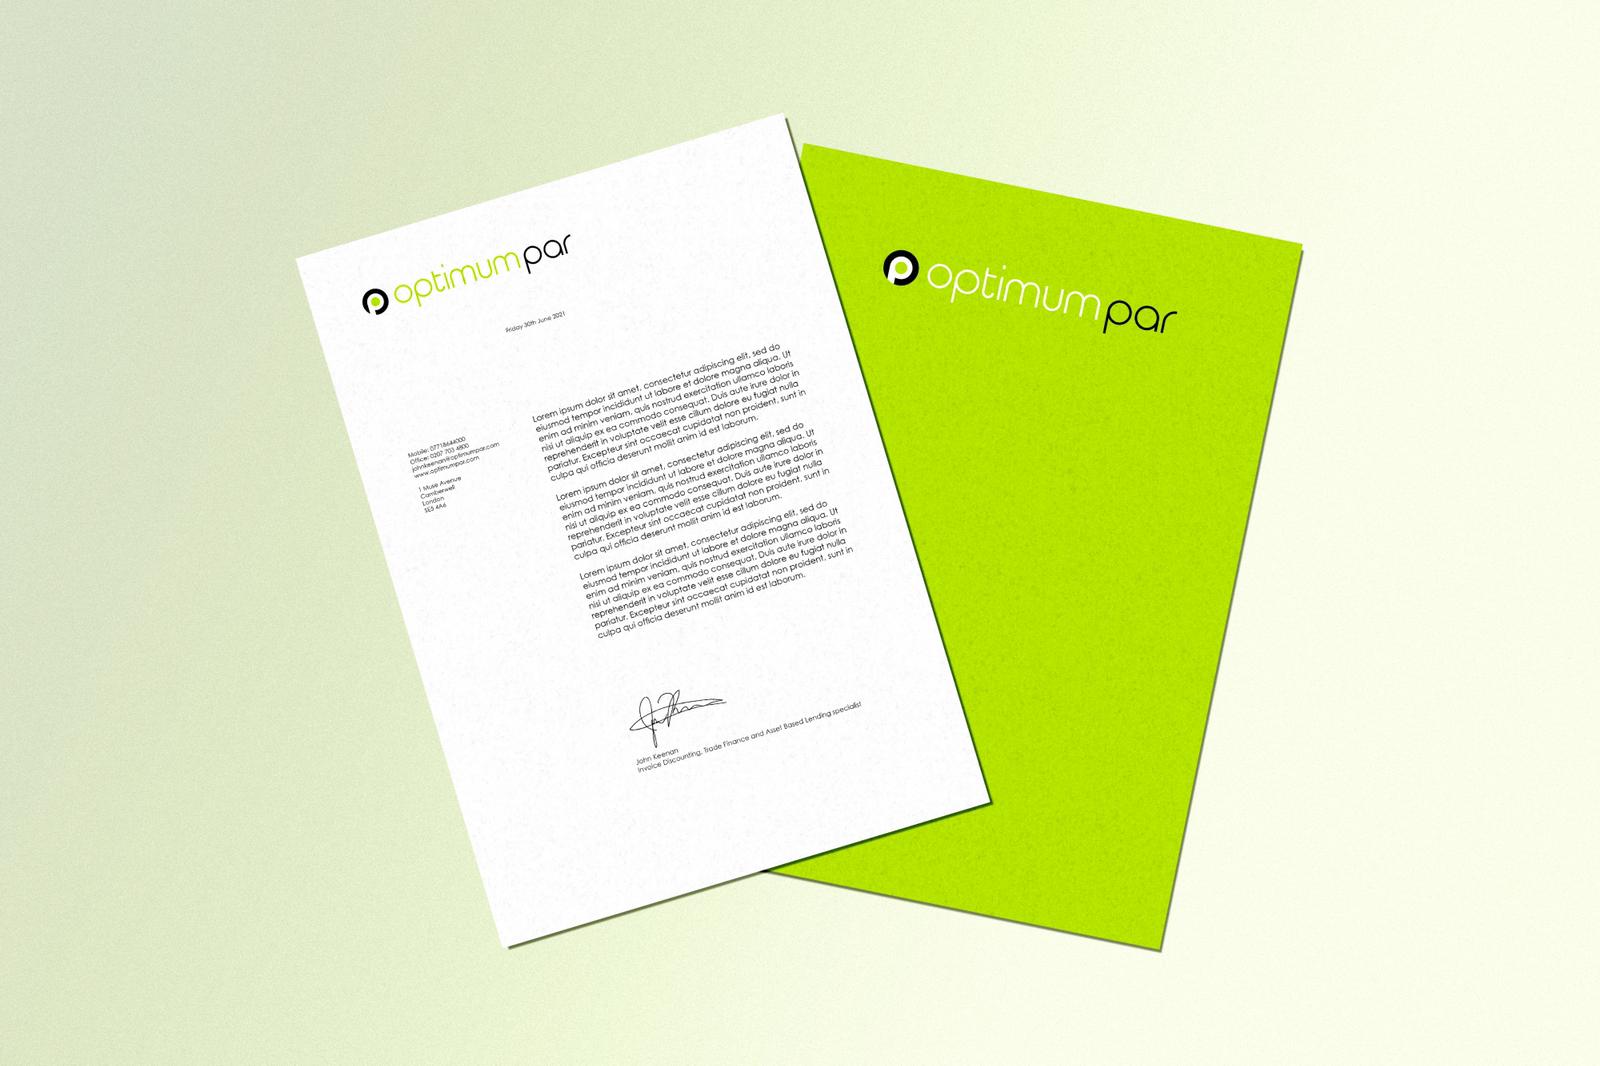 optimumpar
Friday 30th June 2021
Mobile: 07718644000
Office: 0207 703 4800
johnkeenan@optimumpar.com
www.optimumpar.com
1 Muse Avenue
Camberwell
London
SE5 4A6
Lorem ipsum dolor sit amet, consectetur adipiscing elit, sed do
eiusmod tempor incididunt ut labore et dolore magna aliqua. Ut
enim ad minim veniam, quis nostrud exercitation ullamco laboris
nisi ut aliquip ex ea commodo consequat. Duis aute irure dolor in
reprehenderit in voluptate velit esse cillum dolore eu fugiat nulla
pariatur. Excepteur sint occaecat cupidatat non proident, sunt in
culpa qui officia deserunt mollit anim id est laborum.
Lorem ipsum dolor sit amet, consectetur adipiscing elit, sed do
eiusmod tempor incididunt ut labore et dolore magna aliqua. Ut
enim ad minim veniam, quis nostrud exercitation ullamco laboris
nisi ut aliquip ex ea commodo consequat. Duis aute irure dolor in
reprehenderit in voluptate velit esse cillum dolore eu fugiat nulla
pariatur. Excepteur sint occaecat cupidatat non proident, sunt in
culpa qui officia deserunt mollit anim id est laborum.
Lorem ipsum dolor sit amet, consectetur adipiscing elit, sed do
eiusmod tempor incididunt ut labore et dolore magna aliqua. Ut
enim ad minim veniam, quis nostrud exercitation ullamco laboris
nisi ut aliquip ex ea commodo consequat. Duis aute irure dolor in
reprehenderit in voluptate velit esse cillum dolore eu fugiat nulla
pariatur. Excepteur sint occaecat cupidatat non proident, sunt in
culpa qui officia deserunt mollit anim id est laborum.
John Keenan
Invoice Discounting, Trade Finance and Asset Based Lending specialist
optimumpar